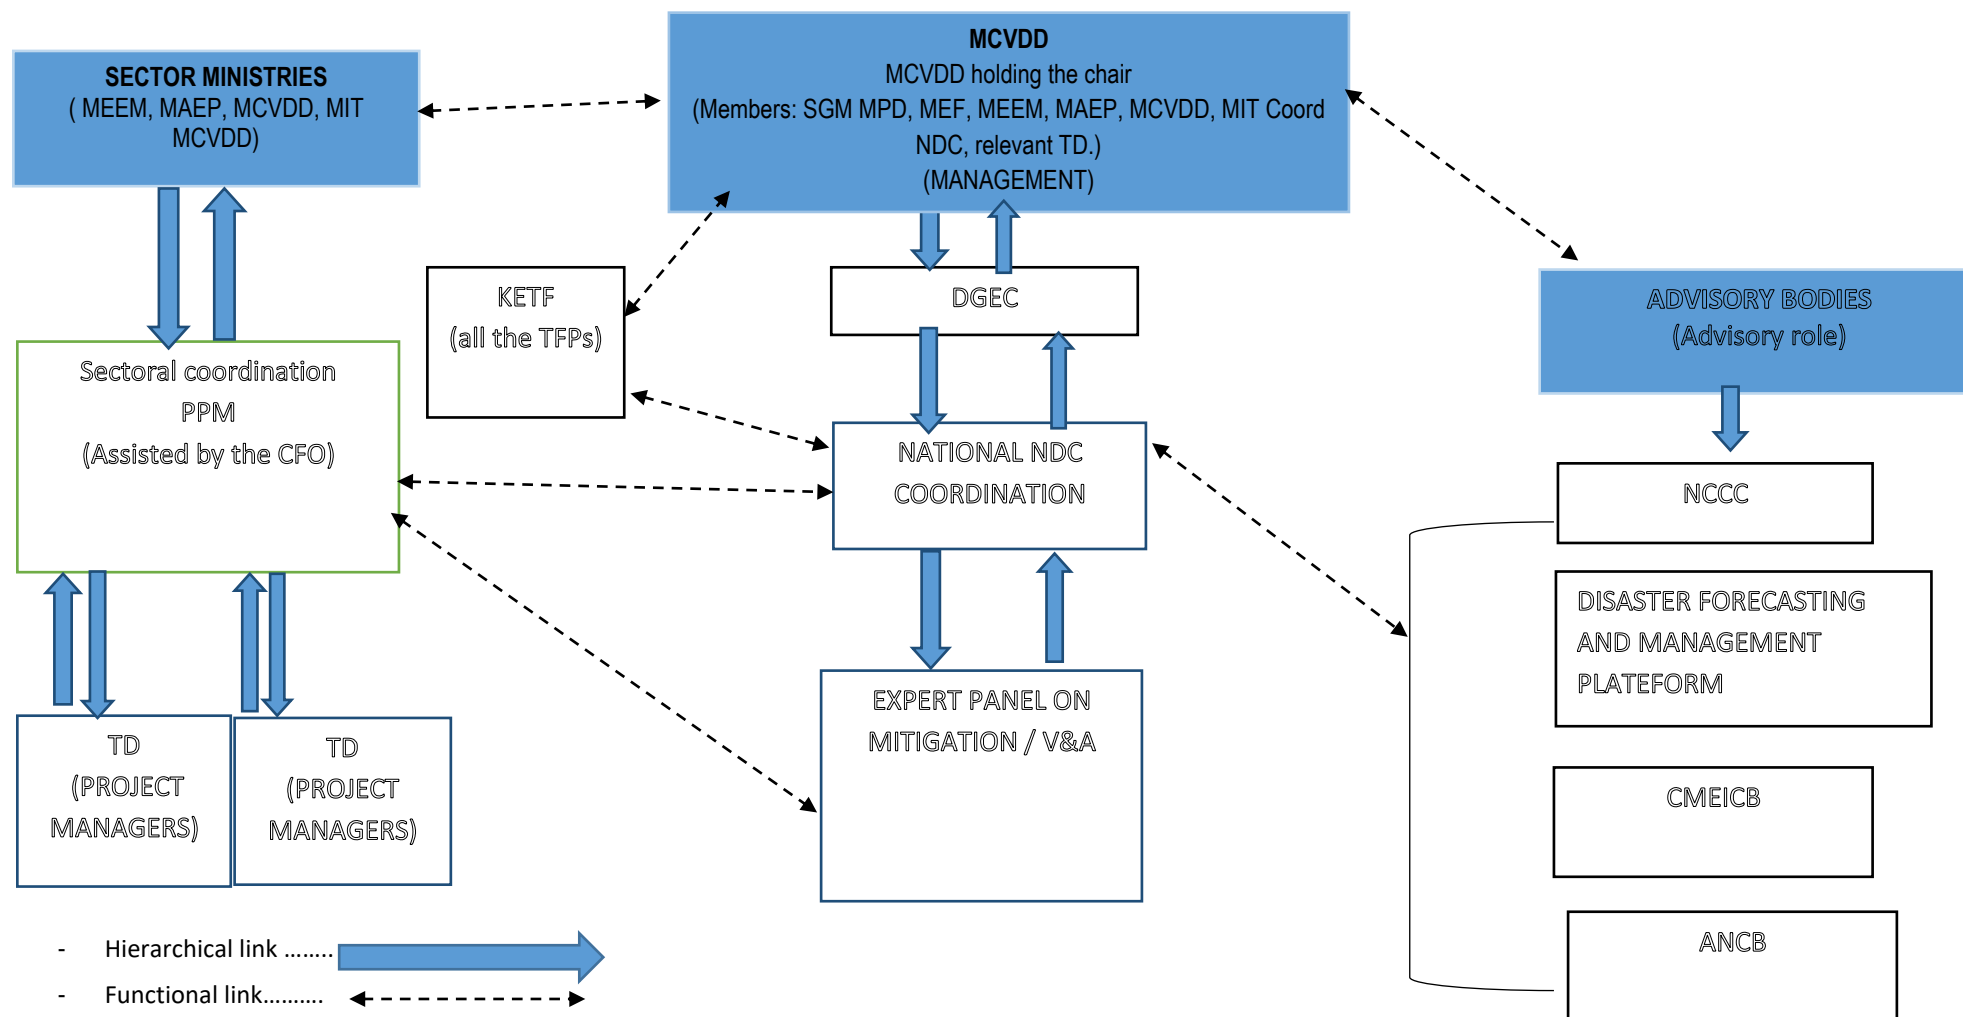 SECTOR MINISTRIES
( MEEM, MAEP, MCVDD, MIT
MCVDD)
MCVDD
MCVDD holding the chair
(Members: SGM MPD, MEF, MEEM, MAEP, MCVDD, MIT Coord
NDC, relevant TD.)
(MANAGEMENT)
KETF
(all the TFPs)
DGEC
ADVISORY BODIES
(Advisory role)
Sectoral coordination
PPM
(Assisted by the CFO)
NATIONAL NDC
COORDINATION
NCCC
DISASTER FORECASTING
AND MANAGEMENT
PLATEFORM
EXPERT PANEL ON
MITIGATION / V&A
TD
(PROJECT
MANAGERS)
TD
(PROJECT
MANAGERS)
CMEICB
ANCB
- Hierarchical link ........
- Functional link..........